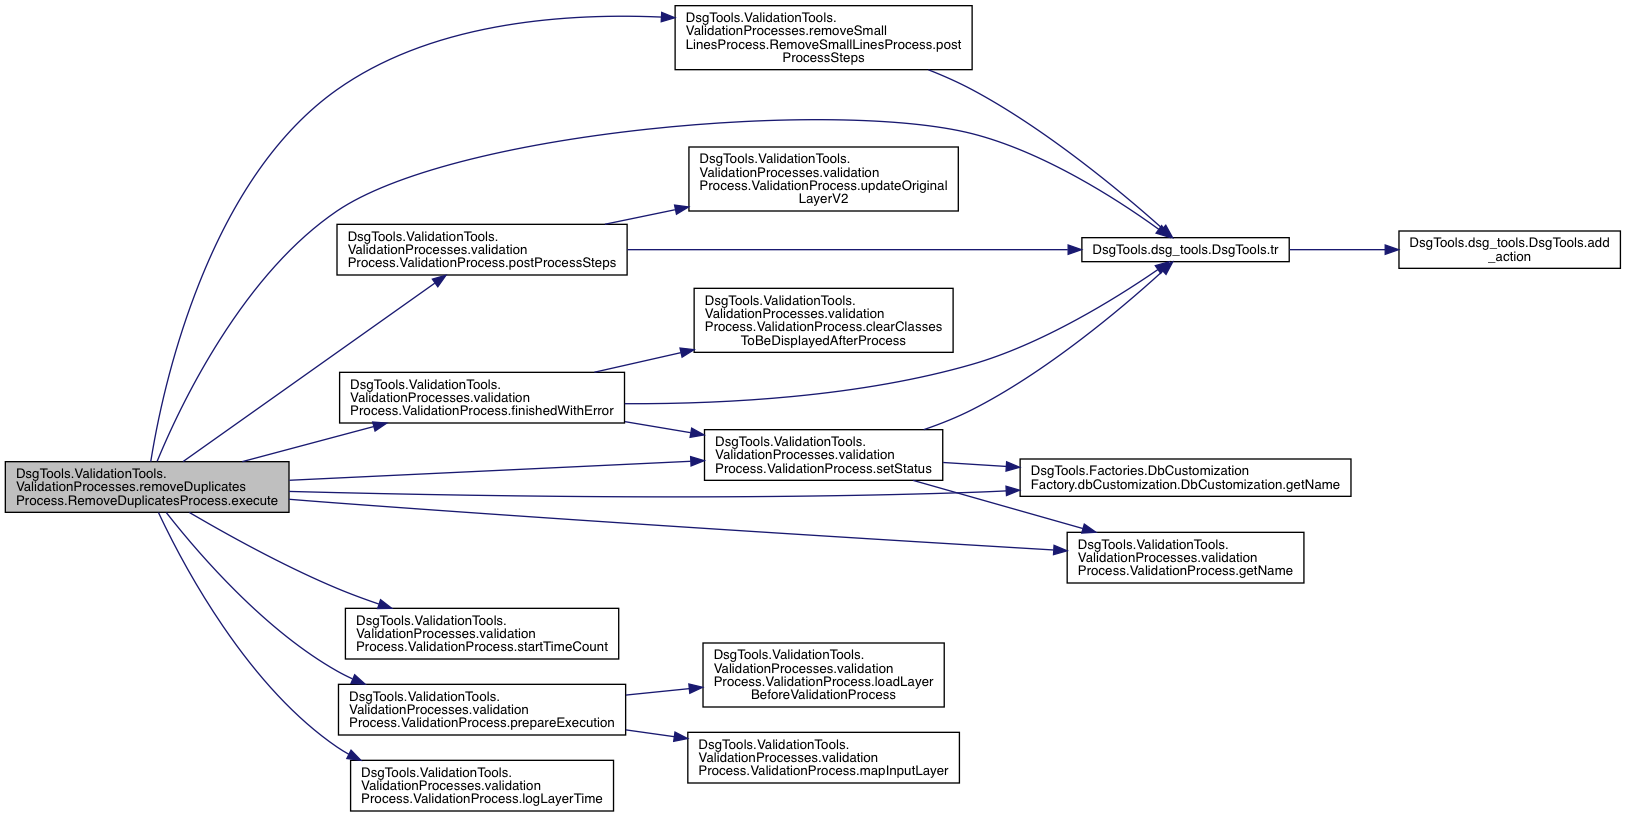 DsgTools.ValidationTools.
ValidationProcesses.removeSmall
LinesProcess.RemoveSmallLinesProcess.post
ProcessSteps
DsgTools.ValidationTools.
ValidationProcesses.validation
Process.ValidationProcess.updateOriginal
LayerV2
DsgTools.ValidationTools.
ValidationProcesses.validation
Process.ValidationProcess.postProcessSteps
DsgTools.dsg_tools.DsgTools.tr
DsgTools.dsg_tools.DsgTools.add
_action
DsgTools.ValidationTools.
ValidationProcesses.validation
Process.ValidationProcess.clearClasses
ToBeDisplayedAfterProcess
DsgTools.ValidationTools.
ValidationProcesses.validation
Process.ValidationProcess.finishedWithError
DsgTools.ValidationTools.
ValidationProcesses.validation
Process.ValidationProcess.setStatus
DsgTools.ValidationTools.
ValidationProcesses.removeDuplicates
Process.RemoveDuplicatesProcess.execute
DsgTools.Factories.DbCustomization
Factory.dbCustomization.DbCustomization.getName
DsgTools.ValidationTools.
ValidationProcesses.validation
Process.ValidationProcess.getName
DsgTools.ValidationTools.
ValidationProcesses.validation
Process.ValidationProcess.startTimeCount
DsgTools.ValidationTools.
ValidationProcesses.validation
Process.ValidationProcess.loadLayer
BeforeValidationProcess
DsgTools.ValidationTools.
ValidationProcesses.validation
Process.ValidationProcess.prepareExecution
DsgTools.ValidationTools.
ValidationProcesses.validation
Process.ValidationProcess.mapInputLayer
DsgTools.ValidationTools.
ValidationProcesses.validation
Process.ValidationProcess.logLayerTime